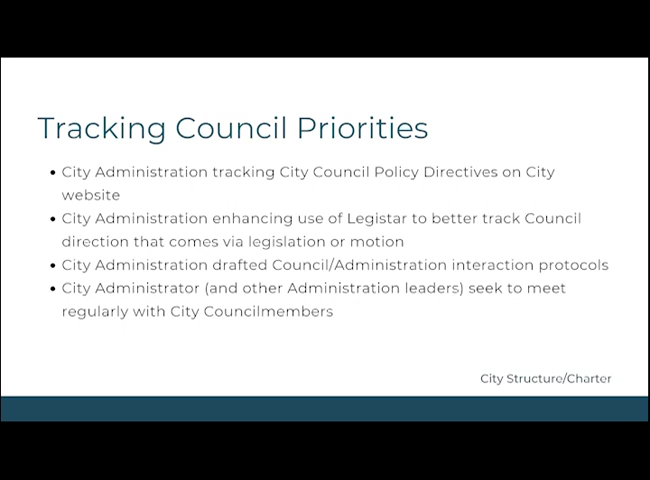 Tracking Council Priorities
• City Administration tracking City Council Policy Directives on City
website
• City Administration enhancing use of Legistar to better track Council
direction that comes via legislation or motion
• City Administration drafted Council/Administration interaction protocols
• City Administrator (and other Administration leaders) seek to meet
regularly with City Councilmembers
City Structure/Charter